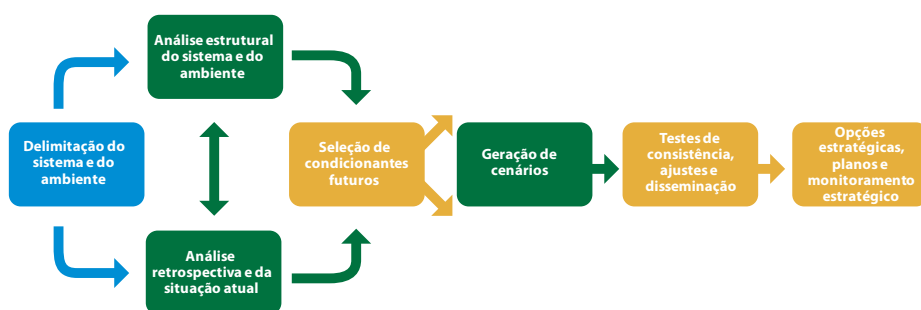 Análise estrutural
do sistema e do
ambiente
Delimitação do
sistema e do
ambiente
Análise
retrospectiva e da
situação atual
Seleção de
condicionantes
futuros
Geração de
cenários
Testes de
consistência,
ajustes e
disseminação
Opções
estratégicas,
planos e
monitoramento
estratégico